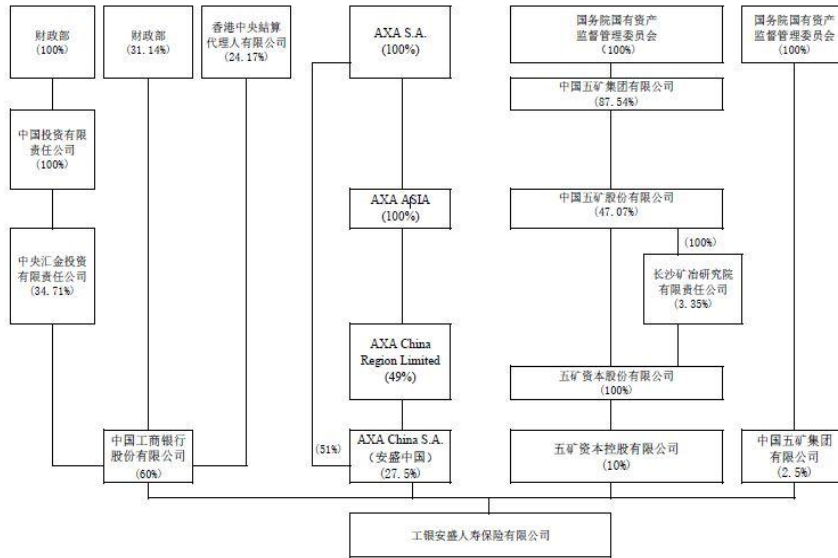 财政部
(100%)
财政部
(31.14%)
香港中央結算
代理人有限公司
(24.17%)
AXA S.A.
(100%)
国务院国有资产
监督管理委员会
(100%)
国务院国有资产
监督管理委员会
(100%)
中国五矿集团有限公司
(87.54%)
中国投资有限
责任公司
(100%)
AXA ASIA
(100%)
中国五矿股份有限公司
(47.07%)
中央汇金投资
有限责任公司
(34.71%)
(100%)
长沙矿冶研究院
有限责任公司
(3.35%)
AXA China
Region Limited
(49%)
五矿资本股份有限公司
(100%)
中国工商银行
股份有限公司
(60%)
(51%)
AXA China S.A.
（安盛中国）
(27.5%)
五矿资本控股有限公司
(10%)
中国五矿集团
有限公司
(2.5%)
工银安盛人寿保险有限公司